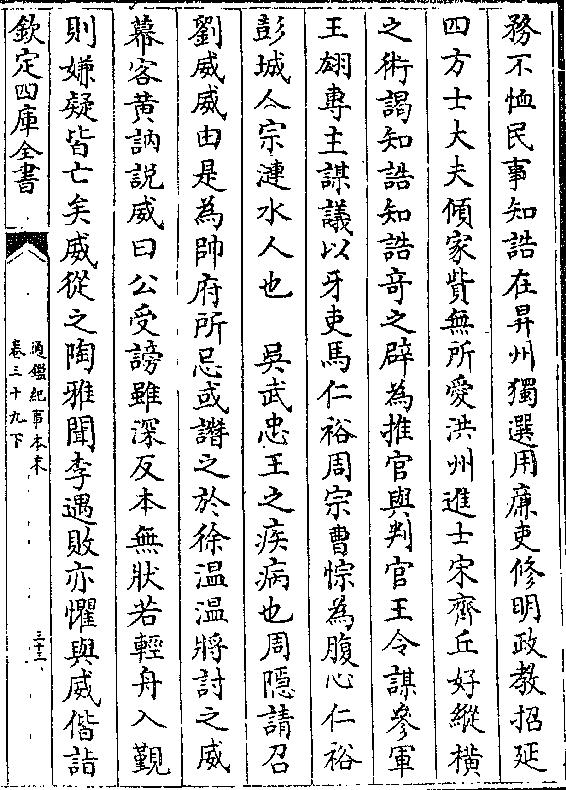 務不恤民事知誥在昇州獨選用廉吏修明政教招延
四方士大夫傾家貲無所愛洪州進士宋齊丘好縱橫
之術謁知誥知誥竒之辟為推官與判官王令謀參軍
王翃專主謀議以牙吏馬仁裕周宗曹悰為腹心仁裕
彭城人宗漣水人也　吳武忠王之疾病也周隱請召
劉威威由是為帥府所忌或譖之於徐温温將討之威
幕客黃訥説威曰公受謗雖深反本無狀若輕舟入覲
則嫌疑皆亡矣威從之陶雅聞李遇敗亦懼與威偕詣
欽定四庫全書
通鑑紀事本末
卷三十九下
三十二